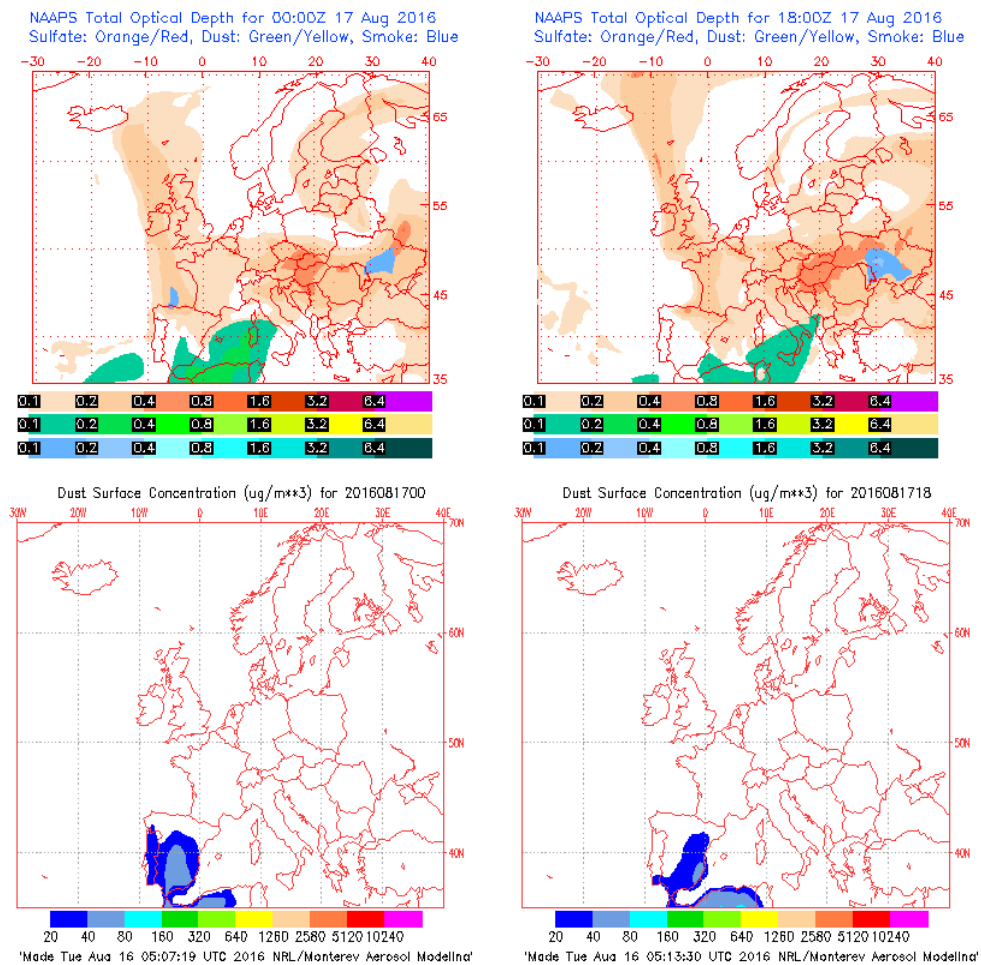 NAAPS Total Optical Depth for 00:00Z 17 Aug 2016
Sulfate: Orange/Red, Dust: Green/Yellow, Smoke: Blue
-30 -20 -10 0 10 20 30 40
65
55
45
35
0.1 0.2 0.4 0.8 1.6 3.2 6.4
0.1 0.2 0.4 0.8 1.6 3.2 6.4
0.1 0.2 0.4 0.8 1.6 3.2 6.4
NAAPS Total Optical Depth for 18:00Z 17 Aug 2016
Sulfate: Orange/Red, Dust: Green/Yellow, Smoke: Blue
-30 -20 -10 0 10 20 30 40
65
55
45
35
0.1 0.2 0.4 0.8 1.6 3.2 6.4
0.1 0.2 0.4 0.8 1.6 3.2 6.4
0.1 0.2 0.4 0.8 1.6 3.2 6.4
Dust Surface Concentration (ug/m**3) for 2016081700
30W 20W 10W 0 10E 20E 30E 40E
70N
60N
50N
40N
20 40 80 160 320 640 1260 2580 5120 10240
'Made Tue Aug 16 05:07:19 UTC 2016 NRL/Monterey Aerosol Modeling'
Dust Surface Concentration (ug/m**3) for 2016081718
30W 20W 10W 0 10E 20E 30E 40E
70N
60N
50N
40N
20 40 80 160 320 640 1260 2580 5120 10240
'Made Tue Aug 16 05:13:30 UTC 2016 NRL/Monterey Aerosol Modeling'